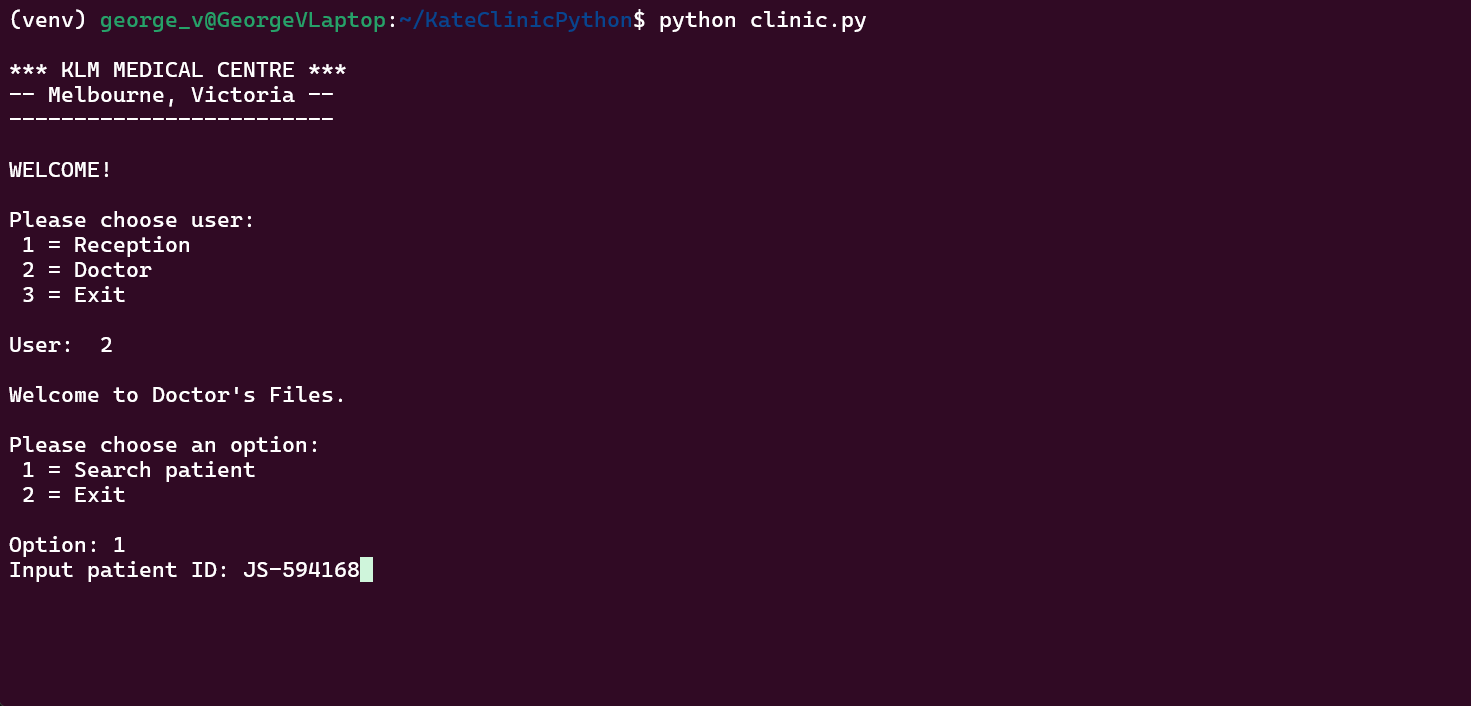 (venv) george_v@GeorgeVLaptop:~/KateClinicPython$ python clinic.py
*** KLM MEDICAL CENTRE ***
-- Melbourne, Victoria --
-------------------------
WELCOME!
Please choose user:
 1 = Reception
 2 = Doctor
 3 = Exit
User:  2
Welcome to Doctor's Files.
Please choose an option:
 1 = Search patient
 2 = Exit
Option: 1
Input patient ID: JS-594168